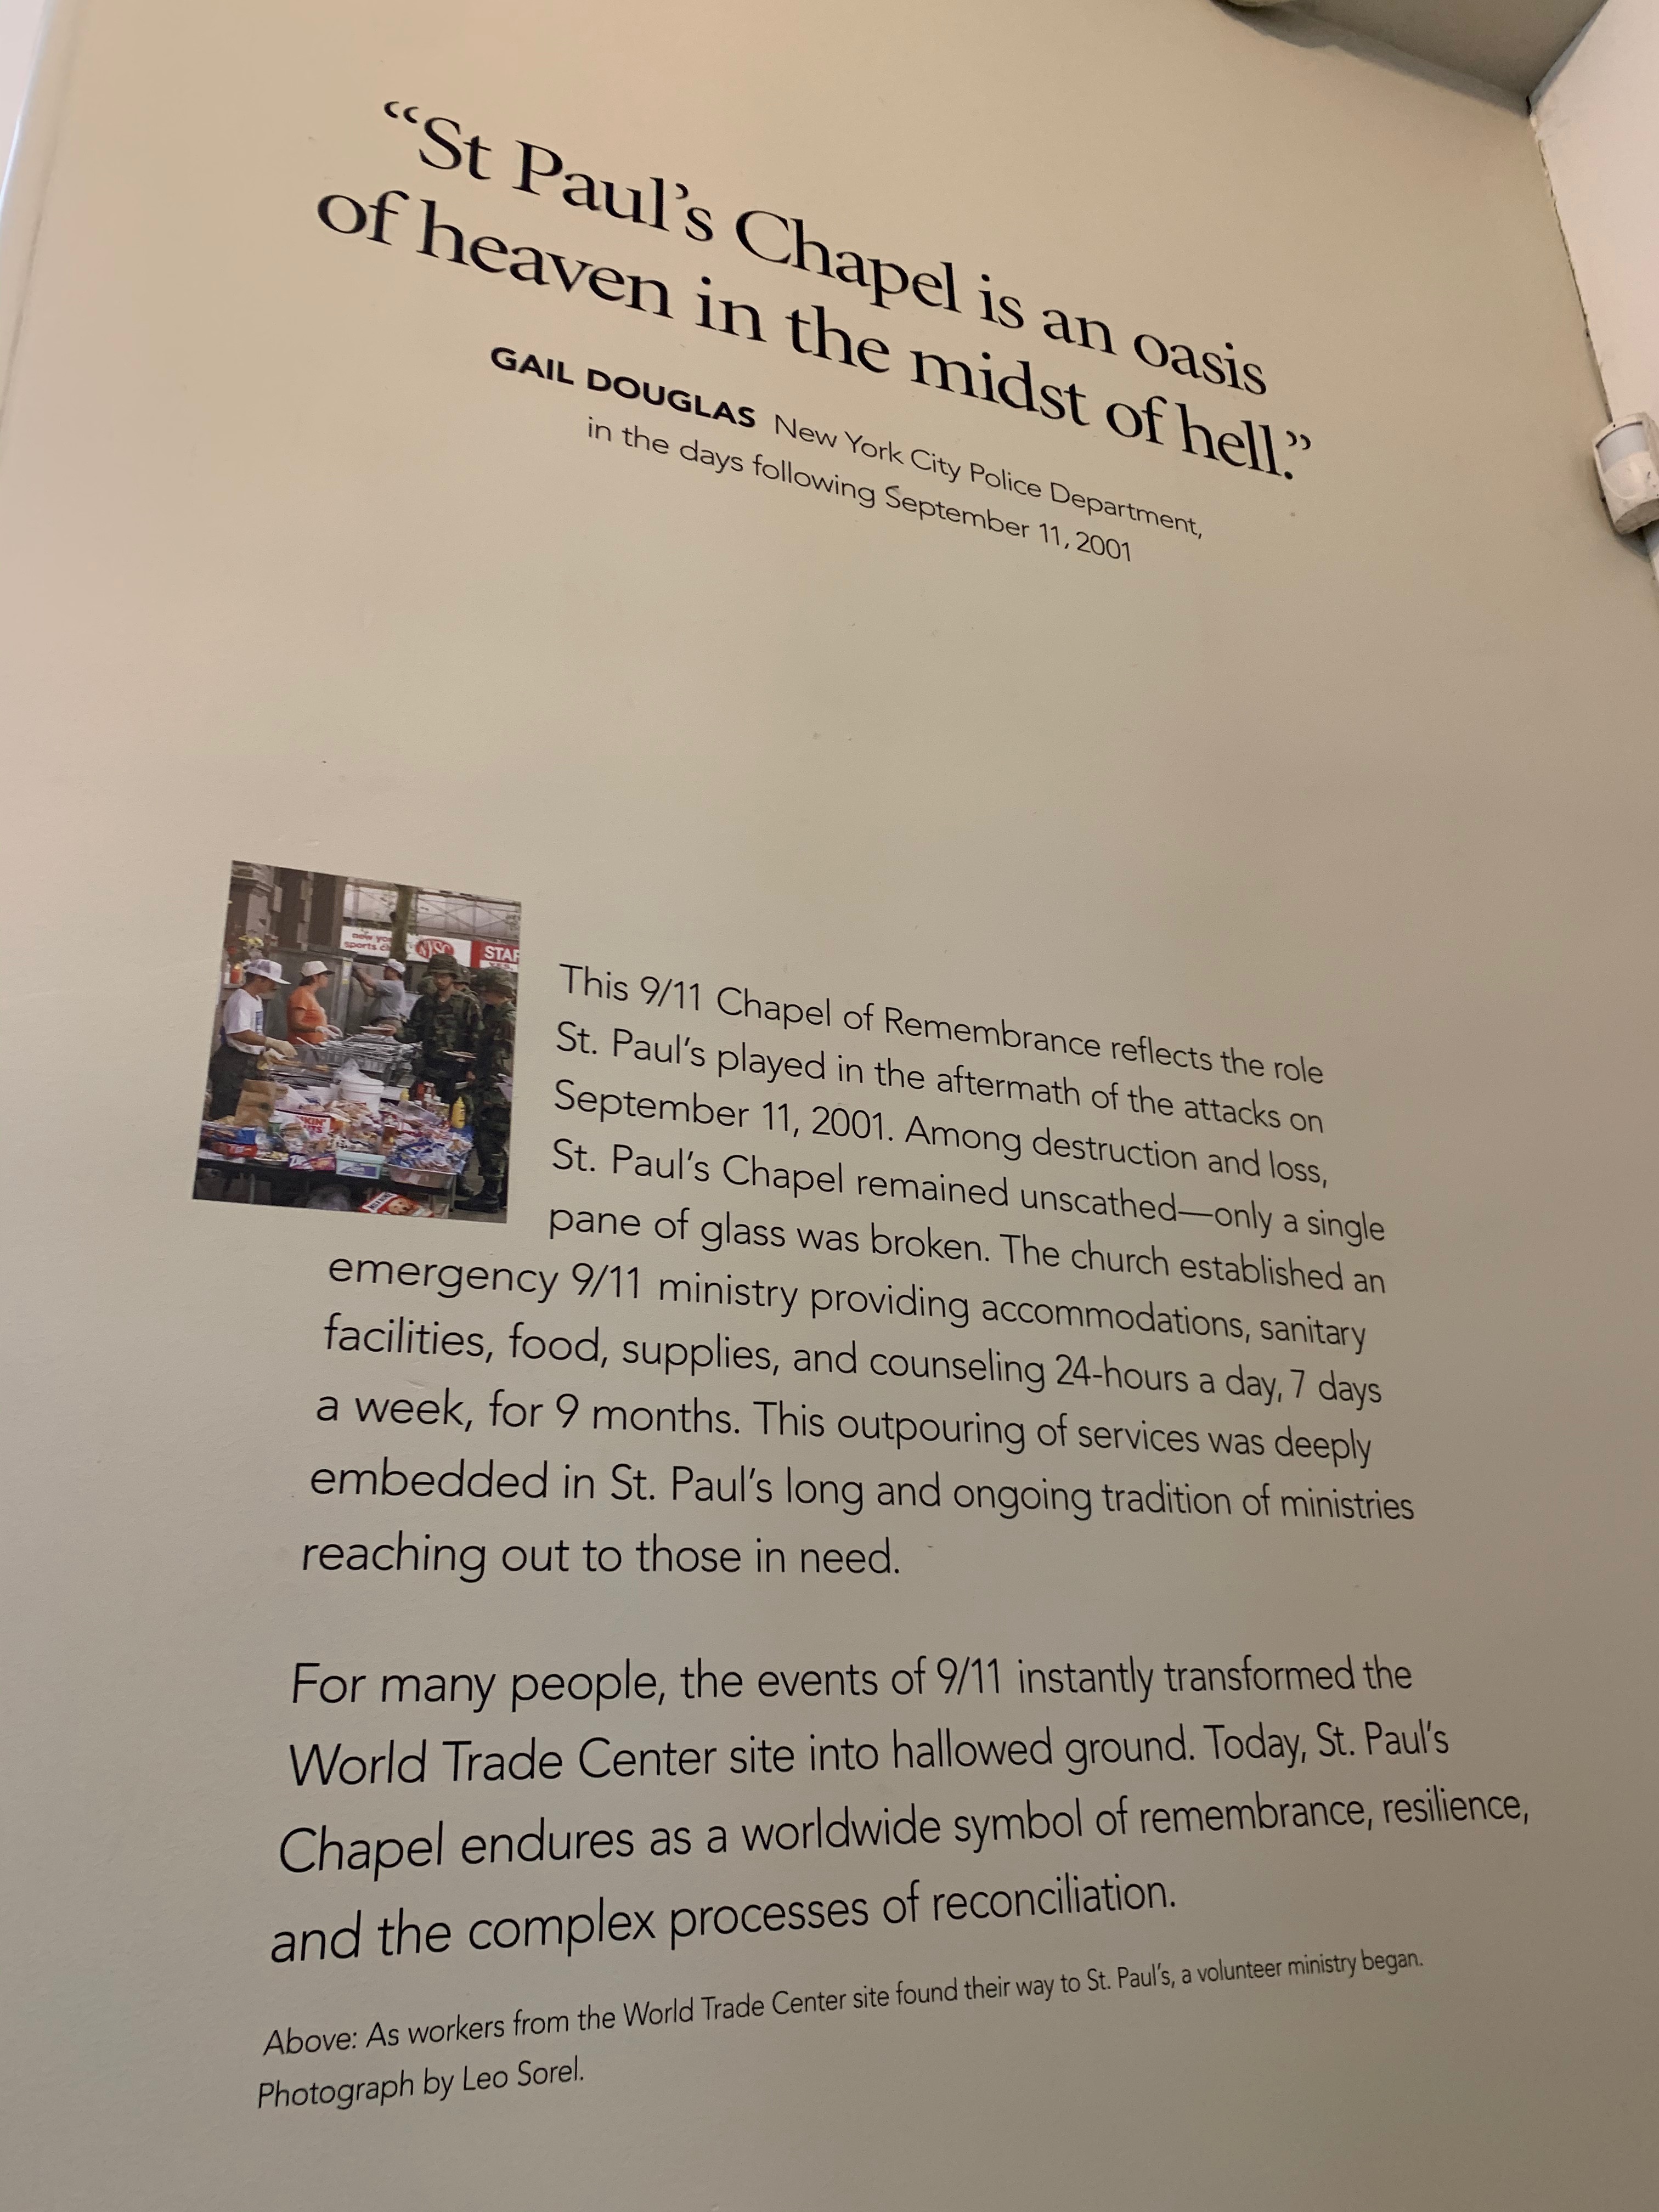 “St Paul’s Chapel is an oasis
of heaven in the midst of hell.”
GAIL DOUGLAS New York City Police Department,
in the days following September 11, 2001
new yo
sports cl
STAF
This 9/11 Chapel of Remembrance reflects the role
St. Paul’s played in the aftermath of the attacks on
September 11, 2001. Among destruction and loss,
St. Paul’s Chapel remained unscathed—only a single
pane of glass was broken. The church established an
emergency 9/11 ministry providing accommodations, sanitary
facilities, food, supplies, and counseling 24-hours a day, 7 days
a week, for 9 months. This outpouring of services was deeply
embedded in St. Paul’s long and ongoing tradition of ministries
reaching out to those in need.
For many people, the events of 9/11 instantly transformed the
World Trade Center site into hallowed ground. Today, St. Paul’s
Chapel endures as a worldwide symbol of remembrance, resilience,
and the complex processes of reconciliation.
Above: As workers from the World Trade Center site found their way to St. Paul’s, a volunteer ministry began.
Photograph by Leo Sorel.